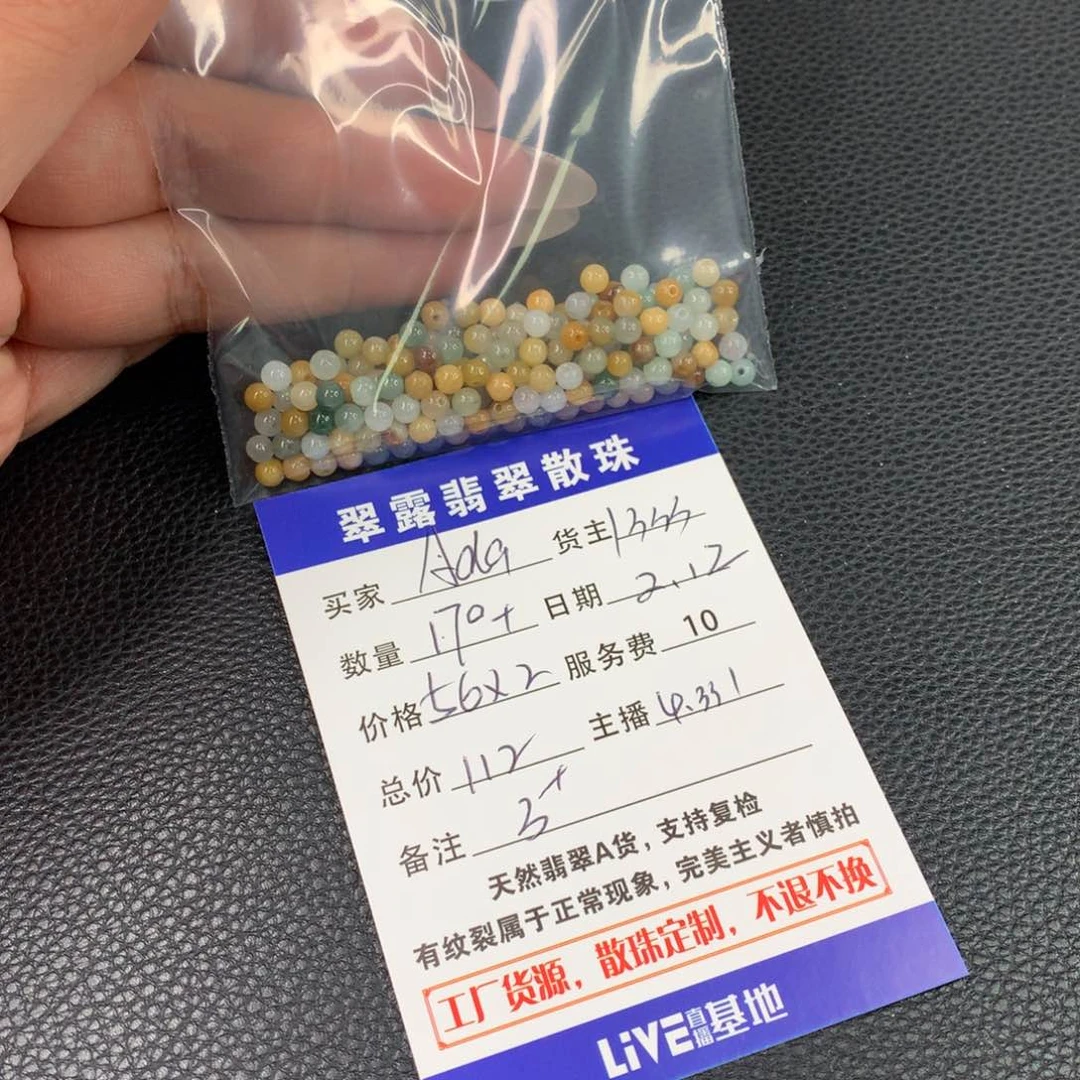 翠露翡翠散珠
买家 Ada 货主
数量 170+ 日期 2.12
价格 56x2 服务费 10
总价 112 主播
备注 3+
天然翡翠A货，支持复检
有纹裂属于正常现象，完美主义者慎拍
工厂货源，散珠定制，不退不换
LiVE直播基地